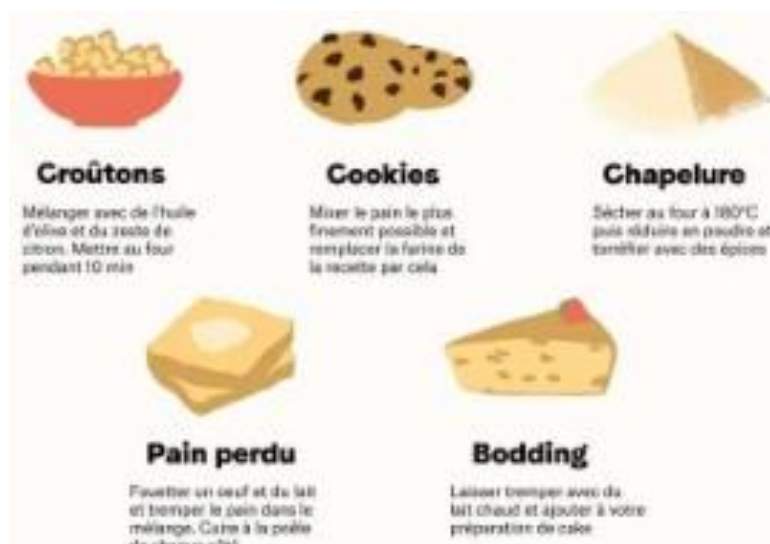 Croûtons
Mélanger avec de l'huile
d'olive et du zeste de
citron. Mettre au four
pendant 10 min
Cookies
Mixer le pain le plus
finement possible et
remplacer la farine de
la recette par cela
Chapelure
Sécher au four à 180°C
puis réduire en poudre et
torréfier avec des épices
Pain perdu
Fouetter un oeuf et du lait
et tremper le pain dans le
mélange. Cuire à la poêle
de chaque côté
Bodding
Laisser tremper avec du
lait chaud et ajouter à votre
préparation de cake